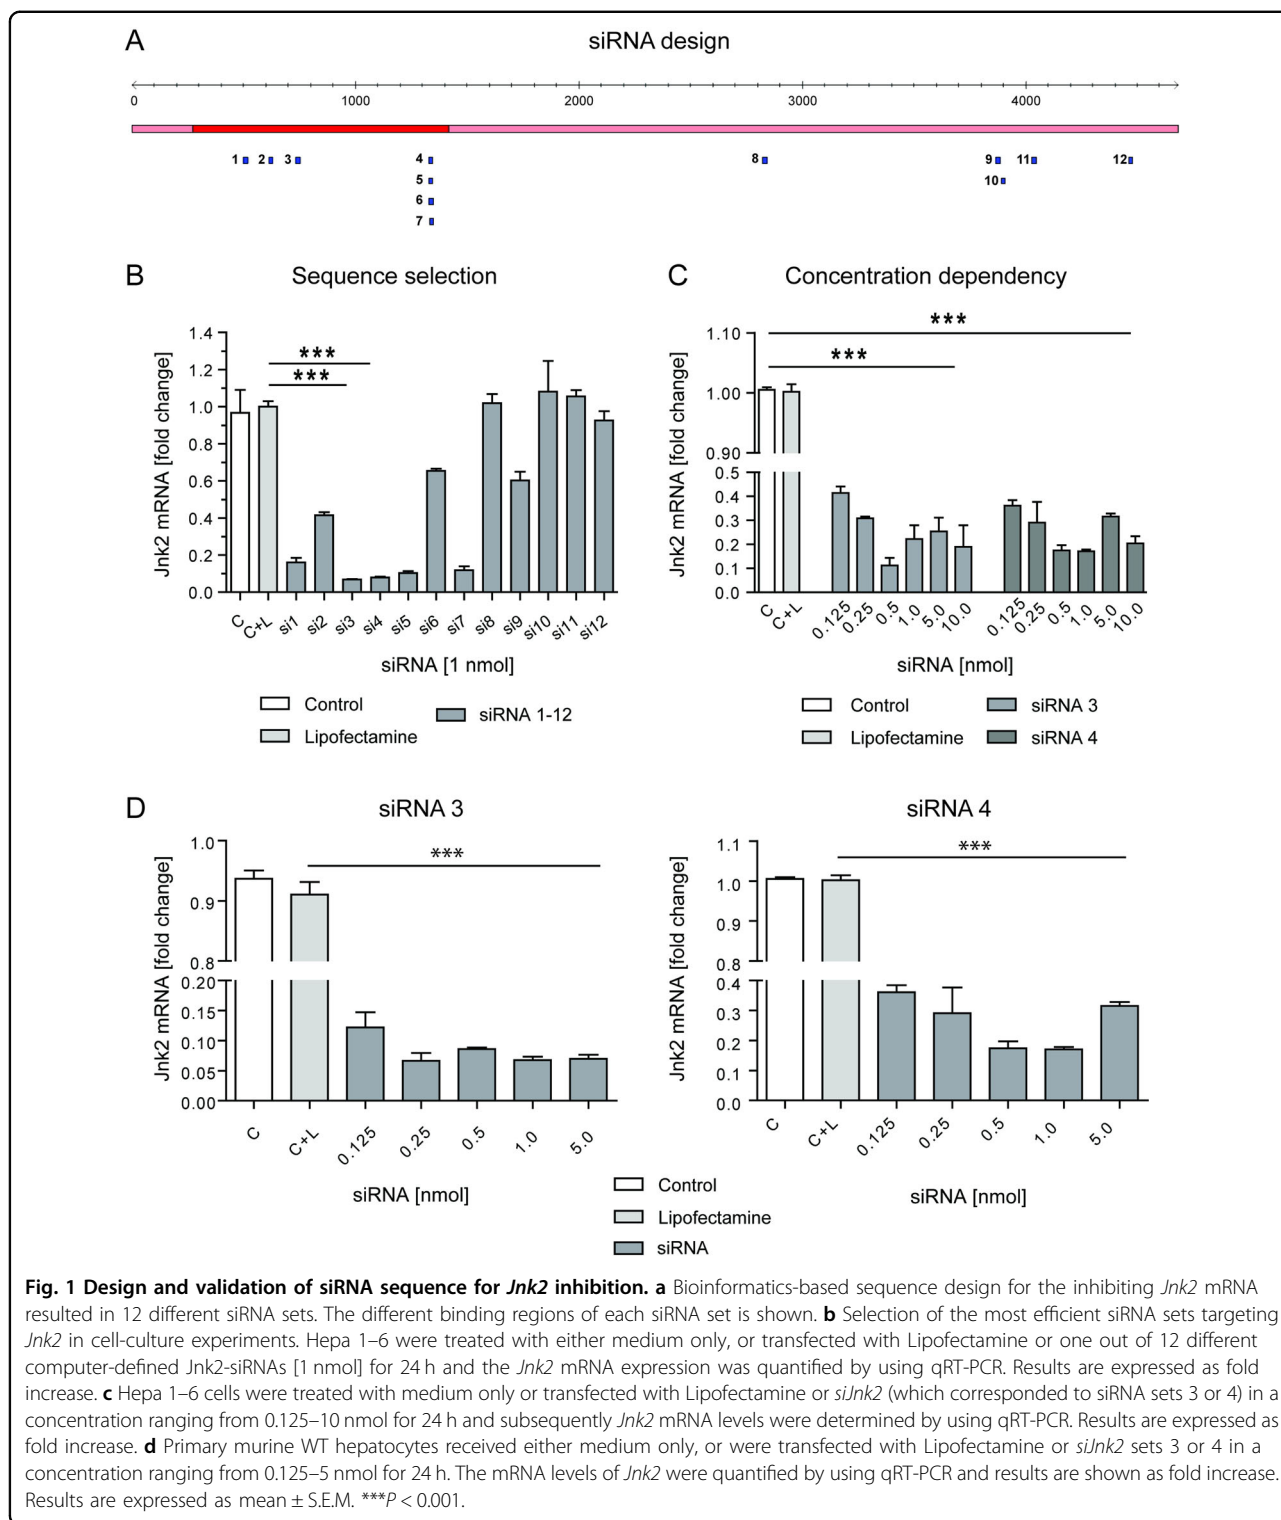 A
siRNA design
0 1000 2000 3000 4000
1 2 3 4 8 9 11 12
5 10
6
7
B Sequence selection
Jnk2 mRNA [fold change]
1.4
1.2
1.0
0.8
0.6
0.4
0.2
0.0
***
***
C C+L si1 si2 si3 si4 si5 si6 si7 si8 si9 si10 si11 si12
siRNA [1 nmol]
Control
Lipofectamine
siRNA 1-12
C Concentration dependency
Jnk2 mRNA [fold change]
1.10
1.00
0.90
0.5
0.4
0.3
0.2
0.1
0.0
***
***
C C+L 0.125 0.25 0.5 1.0 5.0 10.0 0.125 0.25 0.5 1.0 5.0 10.0
siRNA [nmol]
Control
Lipofectamine
siRNA 3
siRNA 4
D siRNA 3
Jnk2 mRNA [fold change]
1.0
0.9
0.8
0.20
0.15
0.10
0.05
0.00
***
C C+L 0.125 0.25 0.5 1.0 5.0
siRNA [nmol]
siRNA 4
Jnk2 mRNA [fold change]
1.1
1.0
0.9
0.8
0.4
0.3
0.2
0.1
0.0
***
C C+L 0.125 0.25 0.5 1.0 5.0
siRNA [nmol]
Control
Lipofectamine
siRNA
Fig. 1 Design and validation of siRNA sequence for Jnk2 inhibition. a Bioinformatics-based sequence design for the inhibiting Jnk2 mRNA
resulted in 12 different siRNA sets. The different binding regions of each siRNA set is shown. b Selection of the most efficient siRNA sets targeting
Jnk2 in cell-culture experiments. Hepa 1–6 were treated with either medium only, or transfected with Lipofectamine or one out of 12 different
computer-defined Jnk2-siRNAs [1 nmol] for 24 h and the Jnk2 mRNA expression was quantified by using qRT-PCR. Results are expressed as fold
increase. c Hepa 1–6 cells were treated with medium only or transfected with Lipofectamine or siJnk2 (which corresponded to siRNA sets 3 or 4) in a
concentration ranging from 0.125–10 nmol for 24 h and subsequently Jnk2 mRNA levels were determined by using qRT-PCR. Results are expressed as
fold increase. d Primary murine WT hepatocytes received either medium only, or were transfected with Lipofectamine or siJnk2 sets 3 or 4 in a
concentration ranging from 0.125–5 nmol for 24 h. The mRNA levels of Jnk2 were quantified by using qRT-PCR and results are shown as fold increase.
Results are expressed as mean ± S.E.M. ***P < 0.001.